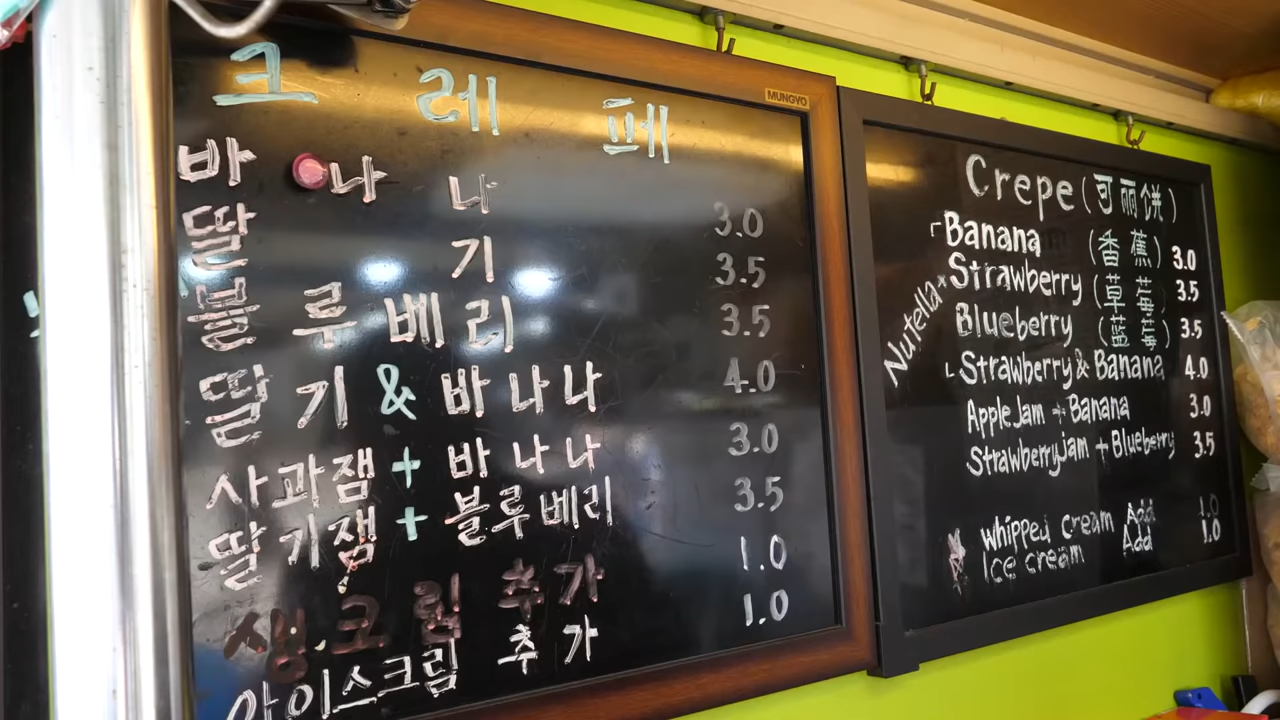 MUNGYO
크 레 페
바 나 나 3.0
딸 기 3.5
블 루 베 리 3.5
딸 기 & 바 나 나 4.0
사과잼 + 바 나 나 3.0
딸기잼 + 블루베리 3.5
생크림 추가 1.0
아이스크림 추 가 1.0
Crepe (可丽饼)
Nutella
Banana (香蕉) 3.0
Strawberry (草莓) 3.5
Blueberry (蓝莓) 3.5
Strawberry & Banana 4.0
Apple Jam + Banana 3.0
Strawberry Jam + Blueberry 3.5
Whipped cream Add 1.0
Ice cream Add 1.0